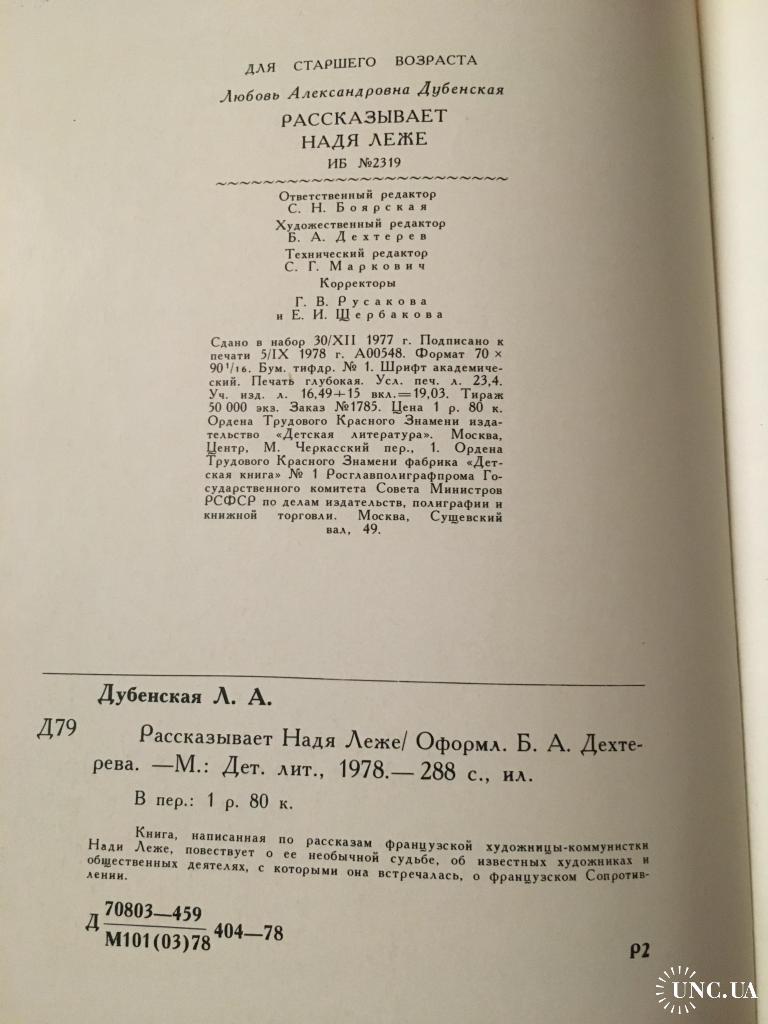 ДЛЯ СТАРШЕГО ВОЗРАСТА
Любовь Александровна Дубенская
РАССКАЗЫВАЕТ
НАДЯ ЛЕЖЕ
ИБ №2319
Ответственный редактор
С. Н. Боярская
Художественный редактор
Б. А. Дехтерев
Технический редактор
С. Г. Маркович
Корректоры
Г. В. Русакова
и Е. И. Щербакова
Сдано в набор 30/XII 1977 г. Подписано к
печати 5/IX 1978 г. А00548. Формат 70 ×
90 1/16. Бум. тифдр. № 1. Шрифт академиче-
ский. Печать глубокая. Усл. печ. л. 23,4.
Уч. изд. л. 16,49+15 вкл.=19,03. Тираж
50 000 экз. Заказ №1785. Цена 1 р. 80 к.
Ордена Трудового Красного Знамени изда-
тельство «Детская литература». Москва,
Центр, М. Черкасский пер., 1. Ордена
Трудового Красного Знамени фабрика «Дет-
ская книга» № 1 Росглавполиграфпрома Го-
сударственного комитета Совета Министров
РСФСР по делам издательств, полиграфии и
книжной торговли. Москва, Сущевский
вал, 49.
Дубенская Л. А.
Д79
Рассказывает Надя Леже/ Оформл. Б. А. Дехте-
рева. —М.: Дет. лит., 1978.— 288 с., ил.
В пер.: 1 р. 80 к.
Книга, написанная по рассказам французской художницы-коммунистки
Нади Леже, повествует о ее необычной судьбе, об известных художниках и
общественных деятелях, с которыми она встречалась, о французском Сопротив-
лении.
70803—459
Д М101(03)78 404—78
Р2
UNC.UA